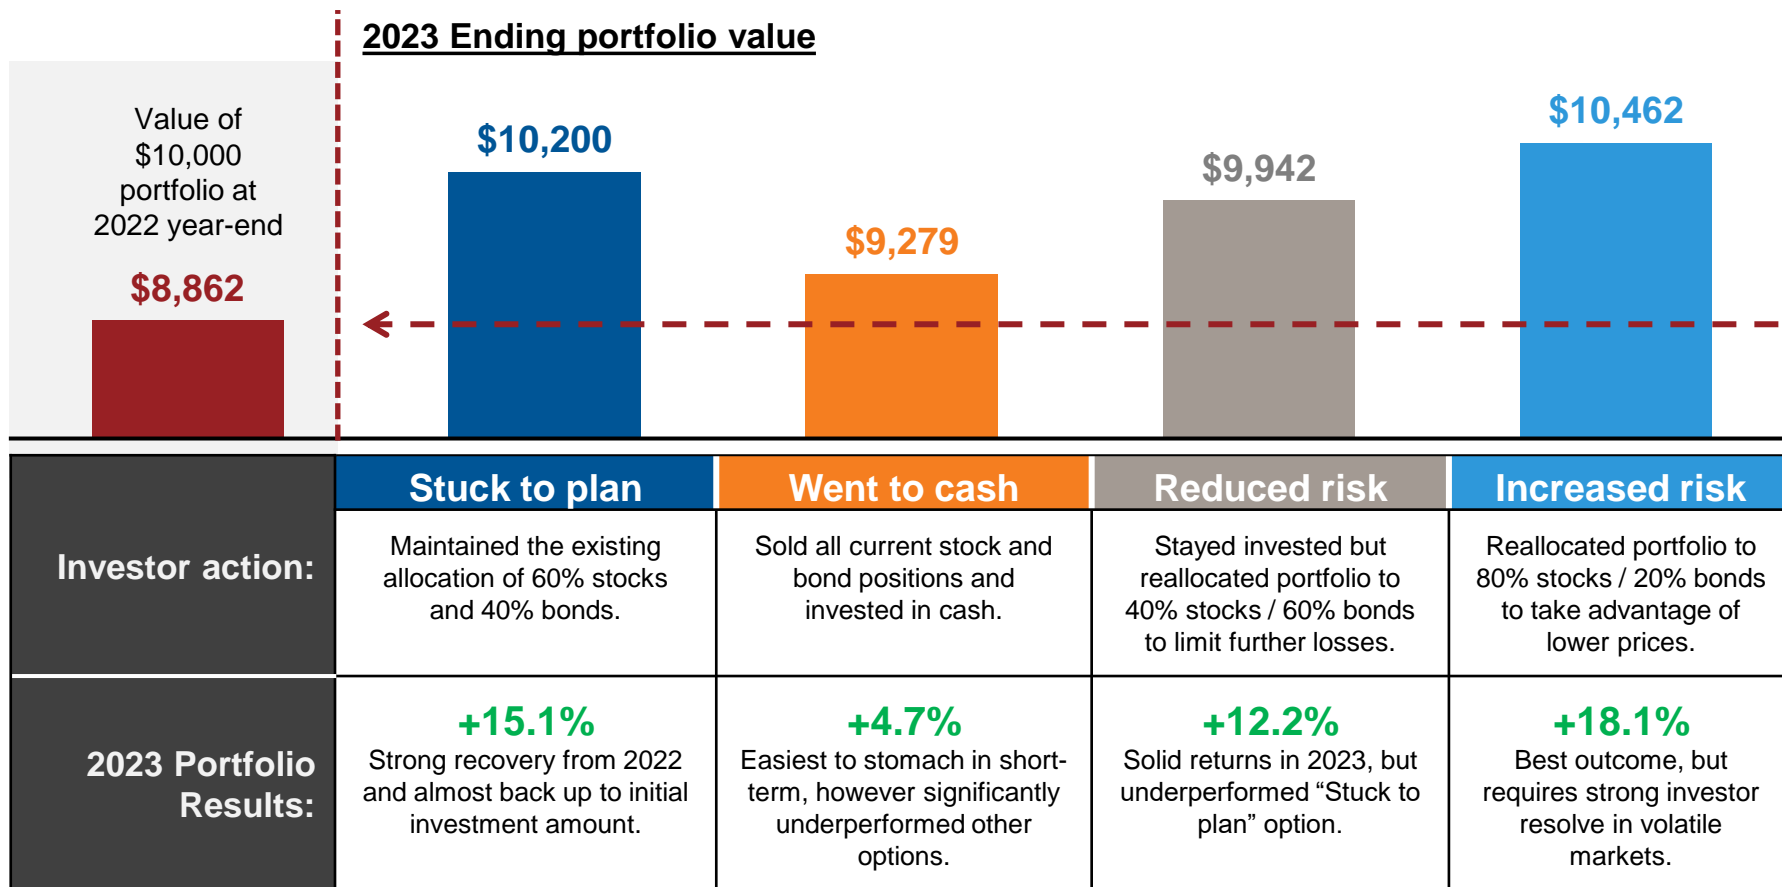 2023 Ending portfolio value
Value of
$10,000
portfolio at
2022 year-end
$8,862
$10,200
$9,279
$9,942
$10,462
Stuck to plan
Went to cash
Reduced risk
Increased risk
Investor action:
Maintained the existing
allocation of 60% stocks
and 40% bonds.
Sold all current stock and
bond positions and
invested in cash.
Stayed invested but
reallocated portfolio to
40% stocks / 60% bonds
to limit further losses.
Reallocated portfolio to
80% stocks / 20% bonds
to take advantage of
lower prices.
2023 Portfolio
Results:
+15.1%
Strong recovery from 2022
and almost back up to initial
investment amount.
+4.7%
Easiest to stomach in short-
term, however significantly
underperformed other
options.
+12.2%
Solid returns in 2023, but
underperformed “Stuck to
plan” option.
+18.1%
Best outcome, but
requires strong investor
resolve in volatile
markets.